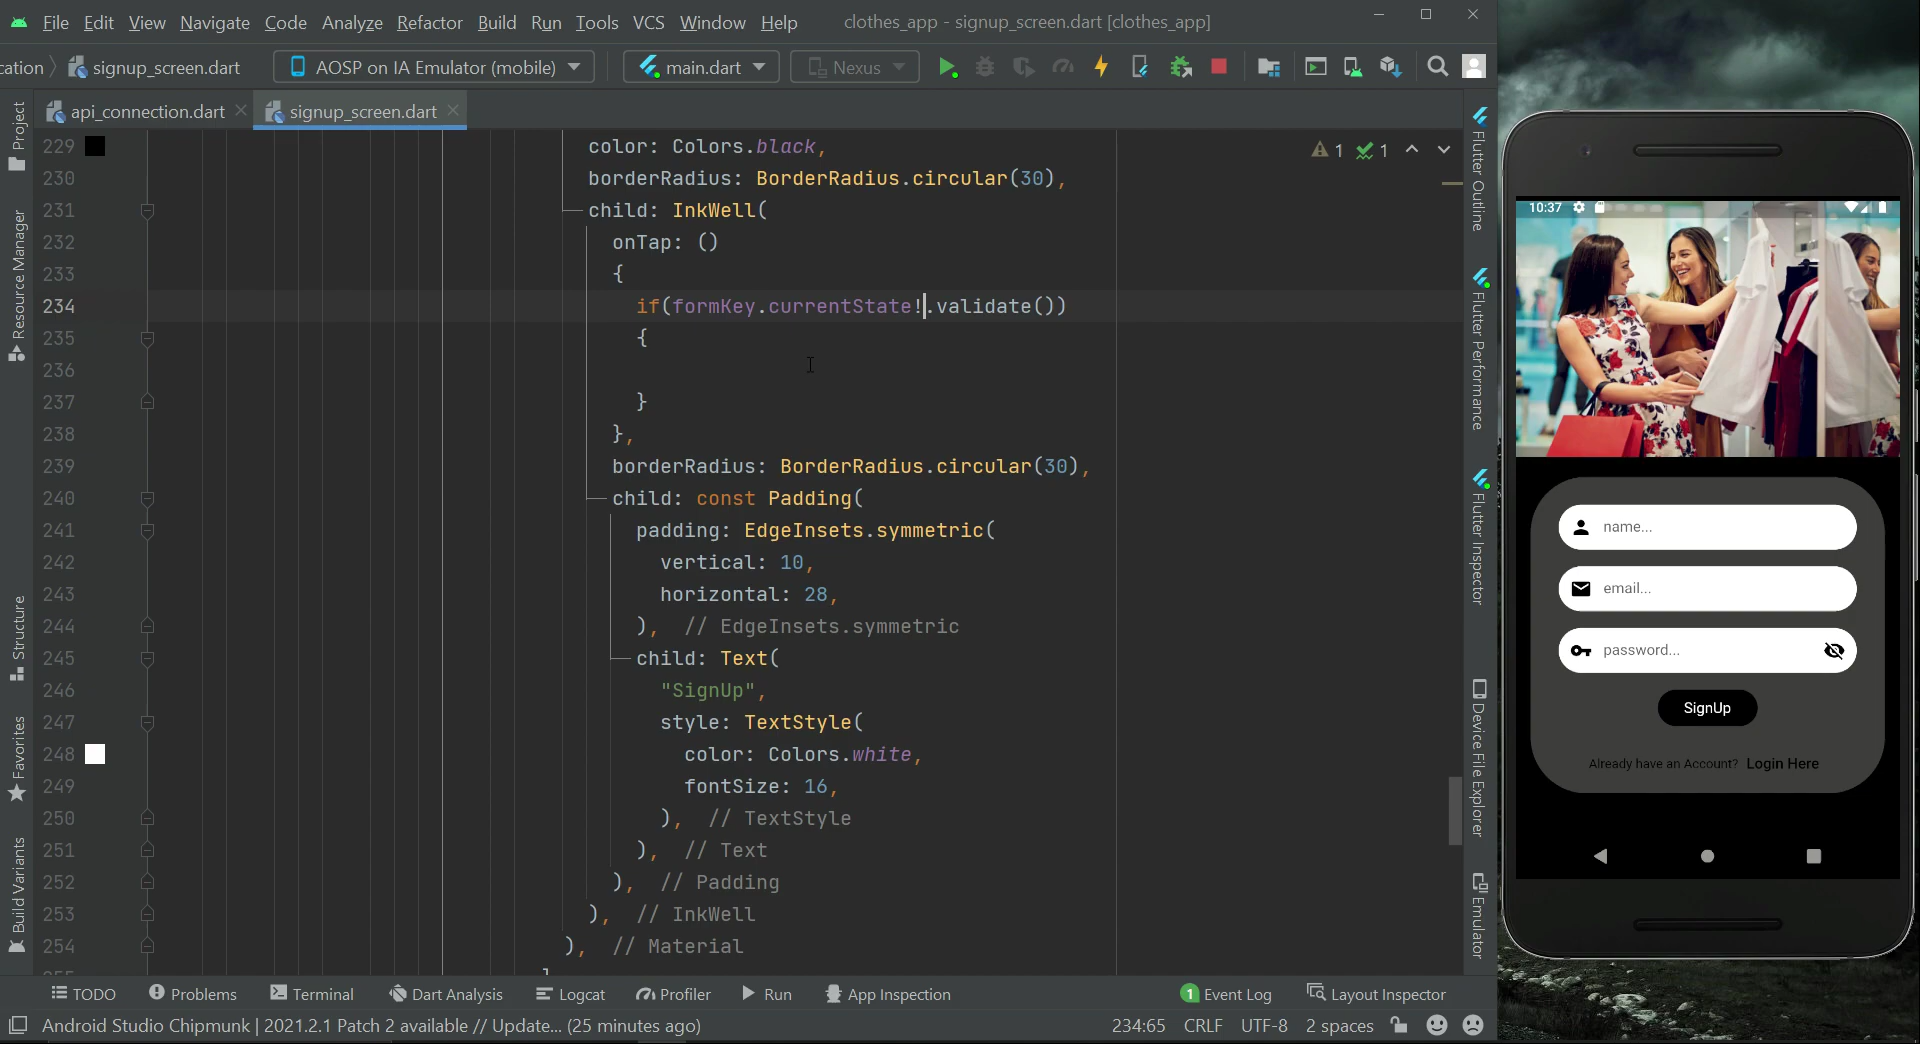 File Edit View Navigate Code Analyze Refactor Build Run Tools VCS Window Help clothes_app - signup_screen.dart [clothes_app]
cation signup_screen.dart AOSP on IA Emulator (mobile) main.dart Nexus
api_connection.dart signup_screen.dart
Project
Resource Manager
Structure
Favorites
Build Variants
229 color: Colors.black,
230 borderRadius: BorderRadius.circular(30),
231 child: InkWell(
232 onTap: ()
233 {
234 if(formKey.currentState!.validate())
235 {
236
237 }
238 },
239 borderRadius: BorderRadius.circular(30),
240 child: const Padding(
241 padding: EdgeInsets.symmetric(
242 vertical: 10,
243 horizontal: 28,
244 ), // EdgeInsets.symmetric
245 child: Text(
246 "SignUp",
247 style: TextStyle(
248 color: Colors.white,
249 fontSize: 16,
250 ), // TextStyle
251 ), // Text
252 ), // Padding
253 ), // InkWell
254 ), // Material
255 ]
1 1
Flutter Outline
Flutter Performance
Flutter Inspector
Device File Explorer
Emulator
10:37
name...
email...
password...
SignUp
Already have an Account? Login Here
TODO Problems Terminal Dart Analysis Logcat Profiler Run App Inspection 1 Event Log Layout Inspector
Android Studio Chipmunk | 2021.2.1 Patch 2 available // Update... (25 minutes ago) 234:65 CRLF UTF-8 2 spaces